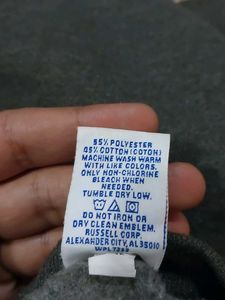 55% POLYESTER
45% COTTON (COTON)
MACHINE WASH WARM
WITH LIKE COLORS.
ONLY NON-CHLORINE
BLEACH WHEN
NEEDED.
TUMBLE DRY LOW.
DO NOT IRON OR
DRY CLEAN EMBLEM.
RUSSELL CORP.
ALEXANDER CITY, AL 35010